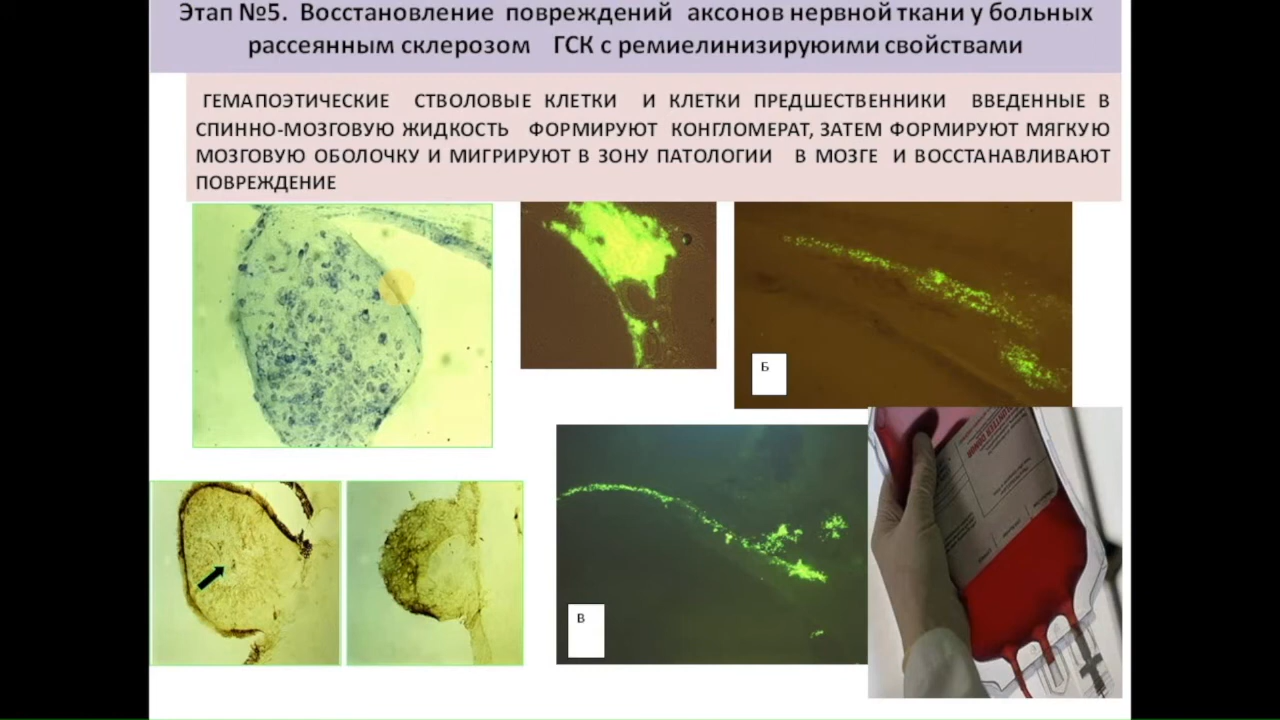 Этап №5. Восстановление повреждений аксонов нервной ткани у больных
рассеянным склерозом ГСК с ремиелинизируюими свойствами
ГЕМАПОЭТИЧЕСКИЕ СТВОЛОВЫЕ КЛЕТКИ И КЛЕТКИ ПРЕДШЕСТВЕННИКИ ВВЕДЕННЫЕ В
СПИННО-МОЗГОВУЮ ЖИДКОСТЬ ФОРМИРУЮТ КОНГЛОМЕРАТ, ЗАТЕМ ФОРМИРУЮТ МЯГКУЮ
МОЗГОВУЮ ОБОЛОЧКУ И МИГРИРУЮТ В ЗОНУ ПАТОЛОГИИ В МОЗГЕ И ВОССТАНАВЛИВАЮТ
ПОВРЕЖДЕНИЕ
Б
В